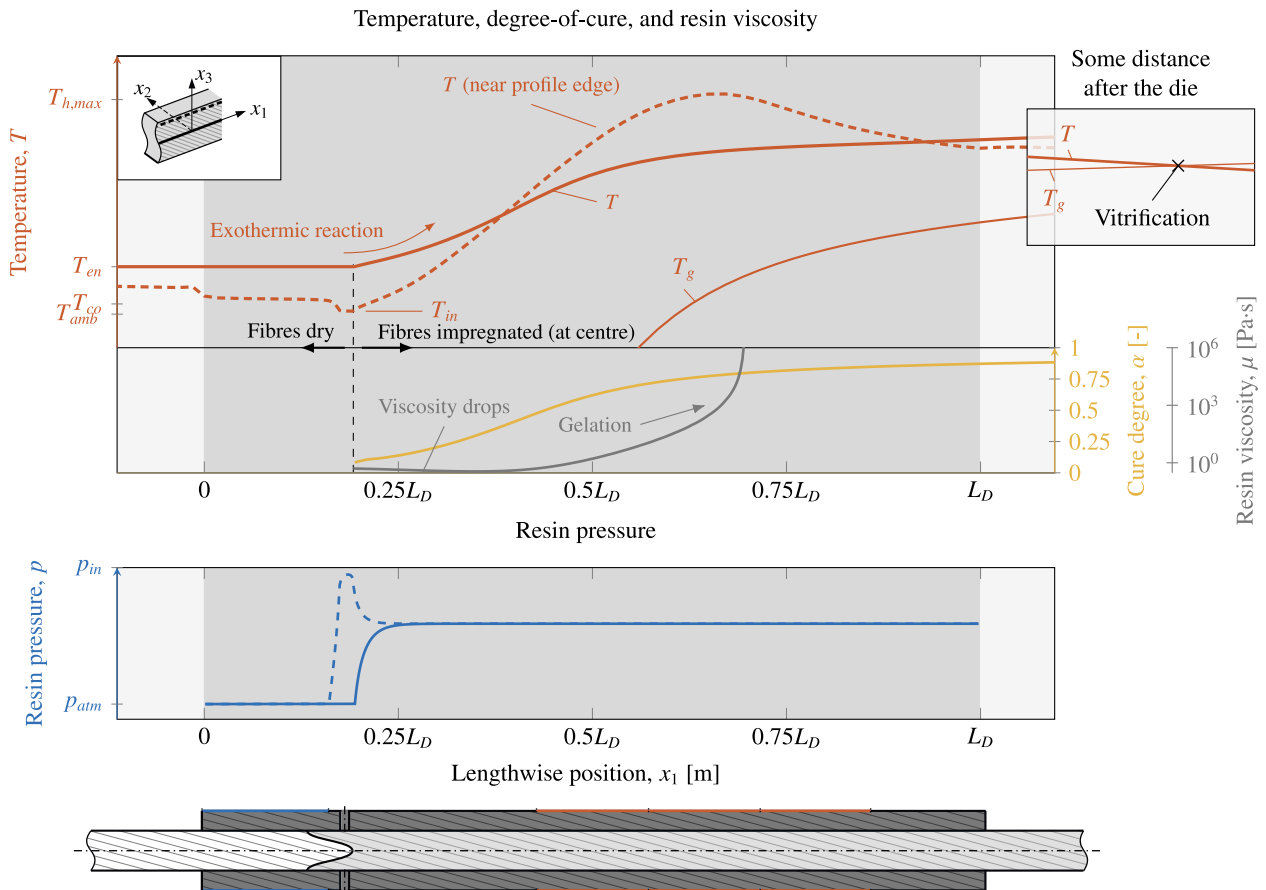 Temperature, degree-of-cure, and resin viscosity
Temperature, T
T_{h,max}
T_{en}
T_{co}
T_{amb}
x_3
x_2
x_1
T (near profile edge)
Exothermic reaction
T
T_{in}
T_g
Fibres dry
Fibres impregnated (at centre)
Some distance
after the die
T
T_g
Vitrification
Viscosity drops
Gelation
1
0.75
0.5
0.25
0
Cure degree, α [-]
10^6
10^3
10^0
Resin viscosity, μ [Pa·s]
0
0.25L_D
0.5L_D
0.75L_D
L_D
Resin pressure
Resin pressure, p
p_{in}
p_{atm}
0
0.25L_D
0.5L_D
0.75L_D
L_D
Lengthwise position, x_1 [m]